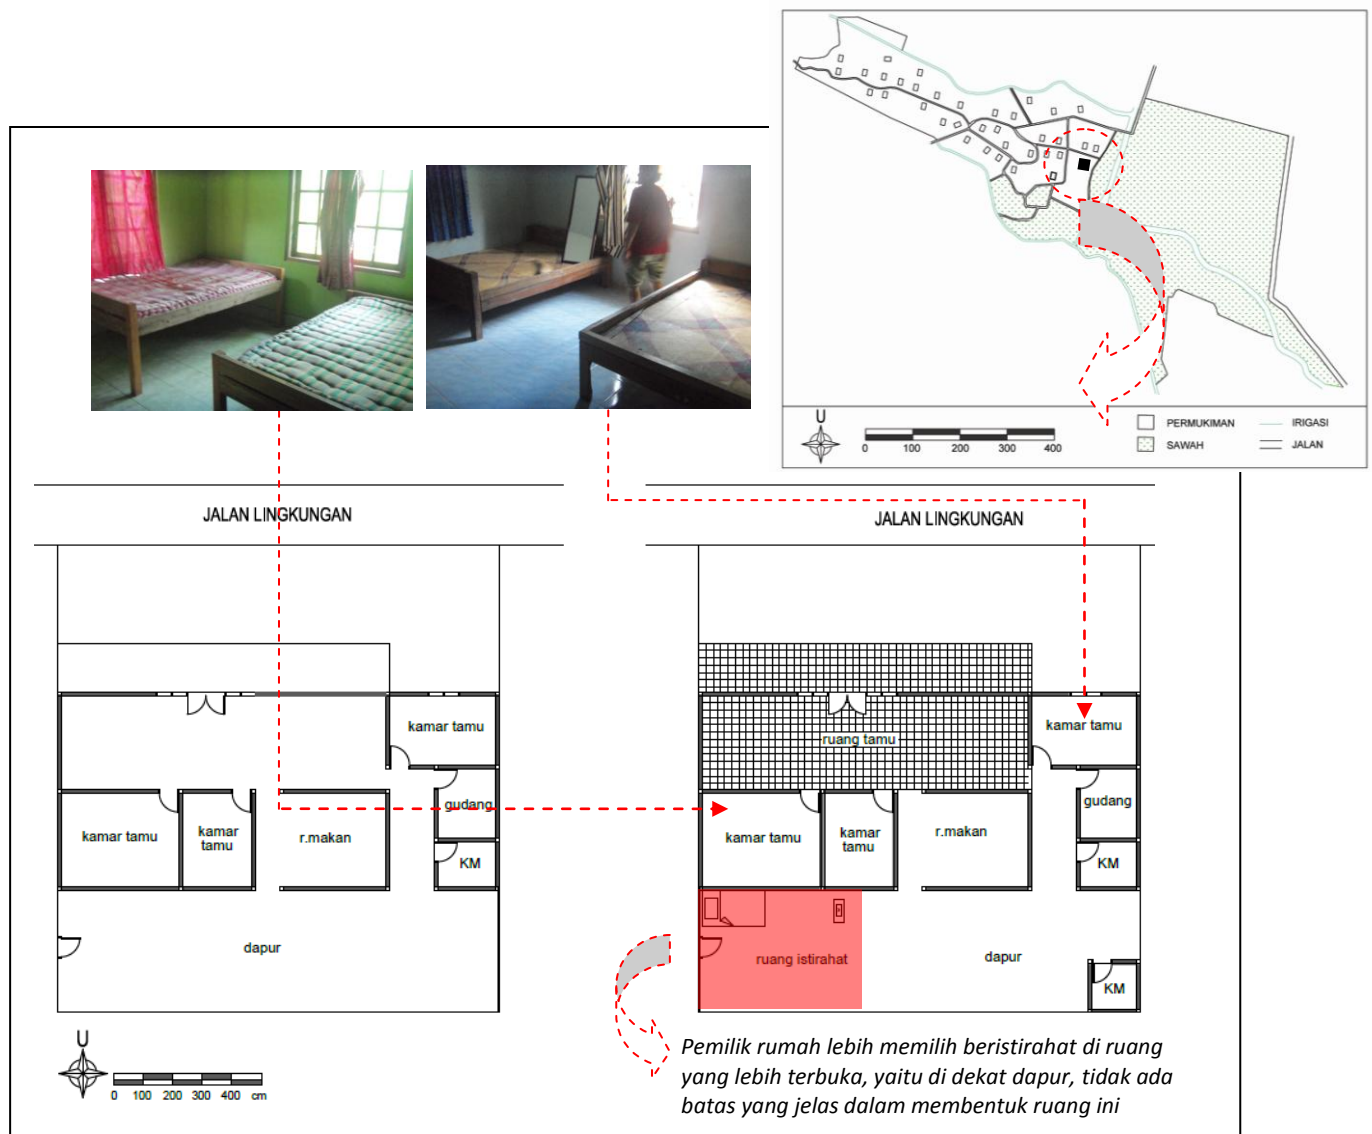 U
0 100 200 300 400
PERMUKIMAN
SAWAH
IRIGASI
JALAN
JALAN LINGKUNGAN
kamar tamu
gudang
kamar tamu
kamar
tamu
r.makan
KM
dapur
U
0 100 200 300 400 cm
JALAN LINGKUNGAN
kamar tamu
ruang tamu
gudang
kamar tamu
kamar
tamu
r.makan
KM
ruang istirahat
dapur
KM
Pemilik rumah lebih memilih beristirahat di ruang
yang lebih terbuka, yaitu di dekat dapur, tidak ada
batas yang jelas dalam membentuk ruang ini